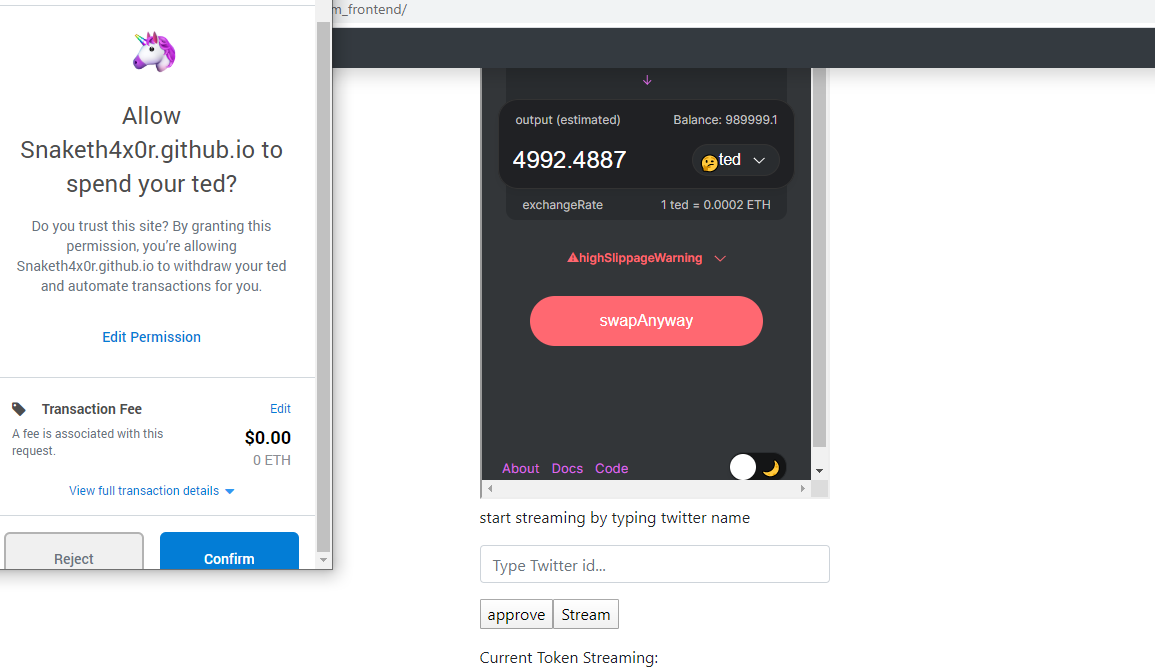 m_frontend/
Allow
Snaketh4x0r.github.io to
spend your ted?
Do you trust this site? By granting this
permission, you're allowing
Snaketh4x0r.github.io to withdraw your ted
and automate transactions for you.
Edit Permission
Transaction Fee
Edit
A fee is associated with this
request.
$0.00
0 ETH
View full transaction details
Reject
Confirm
output (estimated)
Balance: 989999.1
4992.4887
ted
exchangeRate
1 ted = 0.0002 ETH
highSlippageWarning
swapAnyway
About Docs Code
start streaming by typing twitter name
Type Twitter id...
approve Stream
Current Token Streaming: